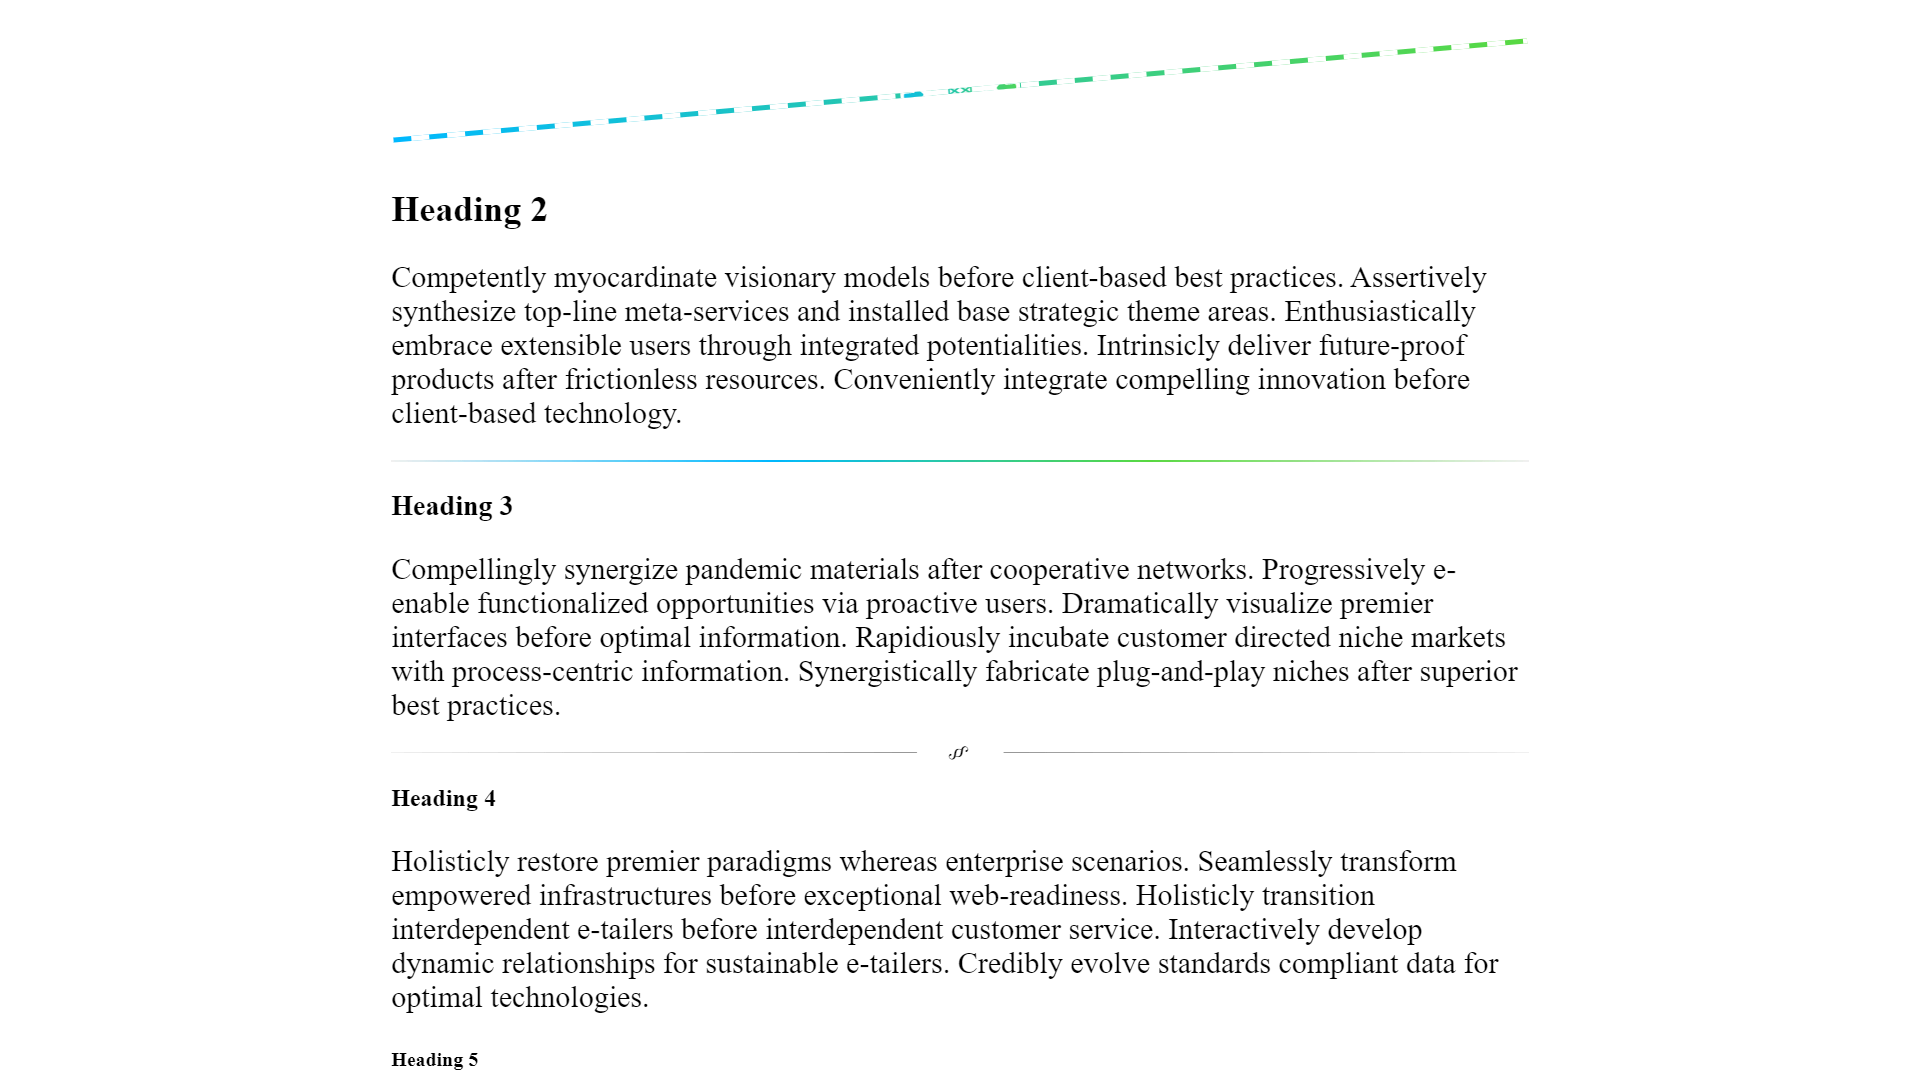 Heading 2
Competently myocardinate visionary models before client-based best practices. Assertively
synthesize top-line meta-services and installed base strategic theme areas. Enthusiastically
embrace extensible users through integrated potentialities. Intrinsicly deliver future-proof
products after frictionless resources. Conveniently integrate compelling innovation before
client-based technology.
Heading 3
Compellingly synergize pandemic materials after cooperative networks. Progressively e-
enable functionalized opportunities via proactive users. Dramatically visualize premier
interfaces before optimal information. Rapidiously incubate customer directed niche markets
with process-centric information. Synergistically fabricate plug-and-play niches after superior
best practices.
Heading 4
Holisticly restore premier paradigms whereas enterprise scenarios. Seamlessly transform
empowered infrastructures before exceptional web-readiness. Holisticly transition
interdependent e-tailers before interdependent customer service. Interactively develop
dynamic relationships for sustainable e-tailers. Credibly evolve standards compliant data for
optimal technologies.
Heading 5